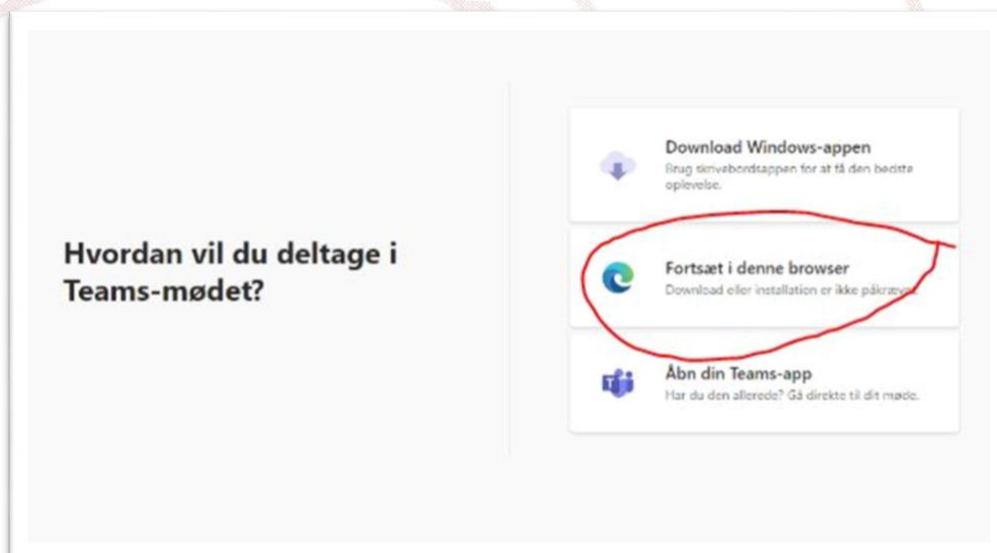 Hvordan vil du deltage i
Teams-mødet?
Download Windows-appen
Brug skrivebordsappen for at få den bedste
oplevelse.
Fortsæt i denne browser
Download eller installation er ikke påkrævet.
Åbn din Teams-app
Har du den allerede? Gå direkte til dit møde.